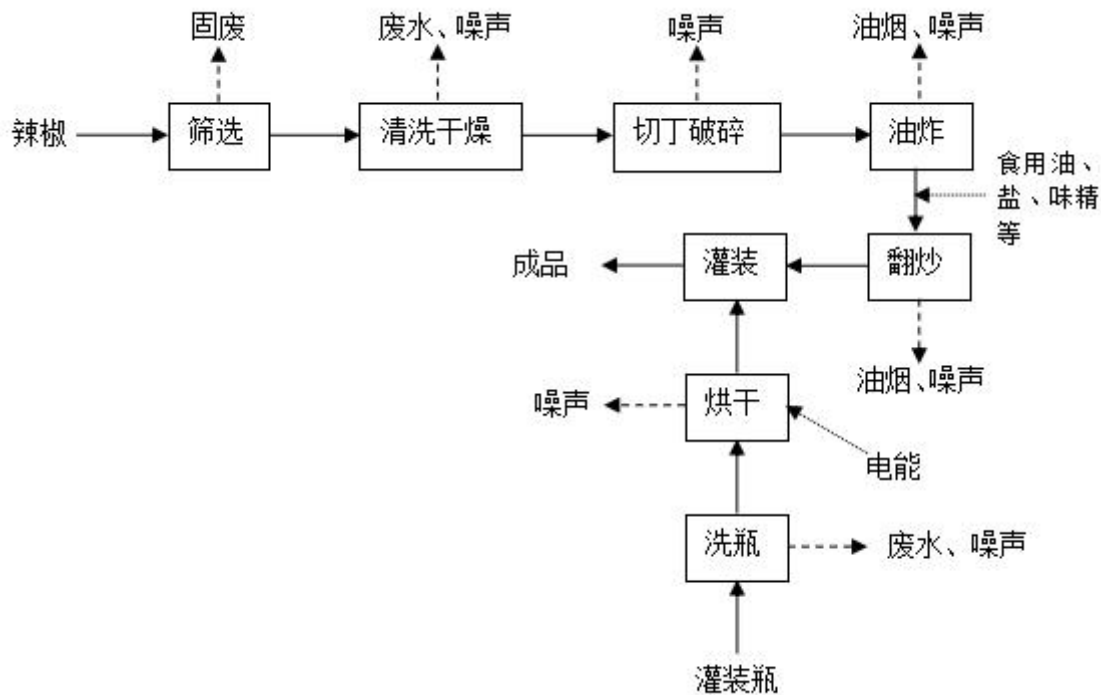 固废
废水、噪声
噪声
油烟、噪声
辣椒
筛选
清洗干燥
切丁破碎
油炸
食用油、
盐、味精
等
成品
灌装
翻炒
油烟、噪声
噪声
烘干
电能
洗瓶
废水、噪声
灌装瓶